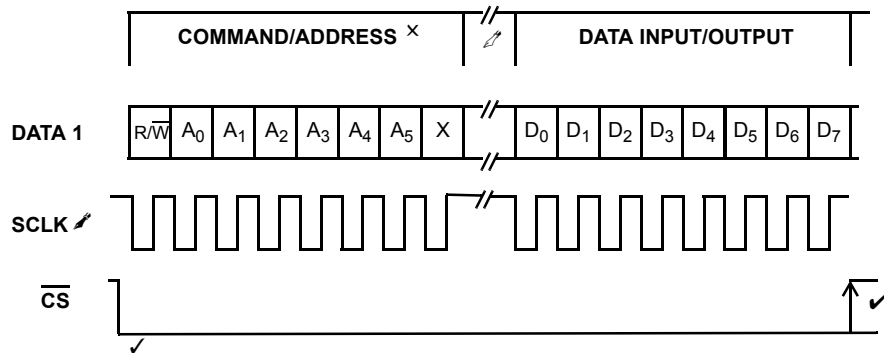 COMMAND/ADDRESS × DATA INPUT/OUTPUT
DATA 1 R/W̅ A₀ A₁ A₂ A₃ A₄ A₅ X D₀ D₁ D₂ D₃ D₄ D₅ D₆ D₇
SCLK
C̅S̅ ✓
✓